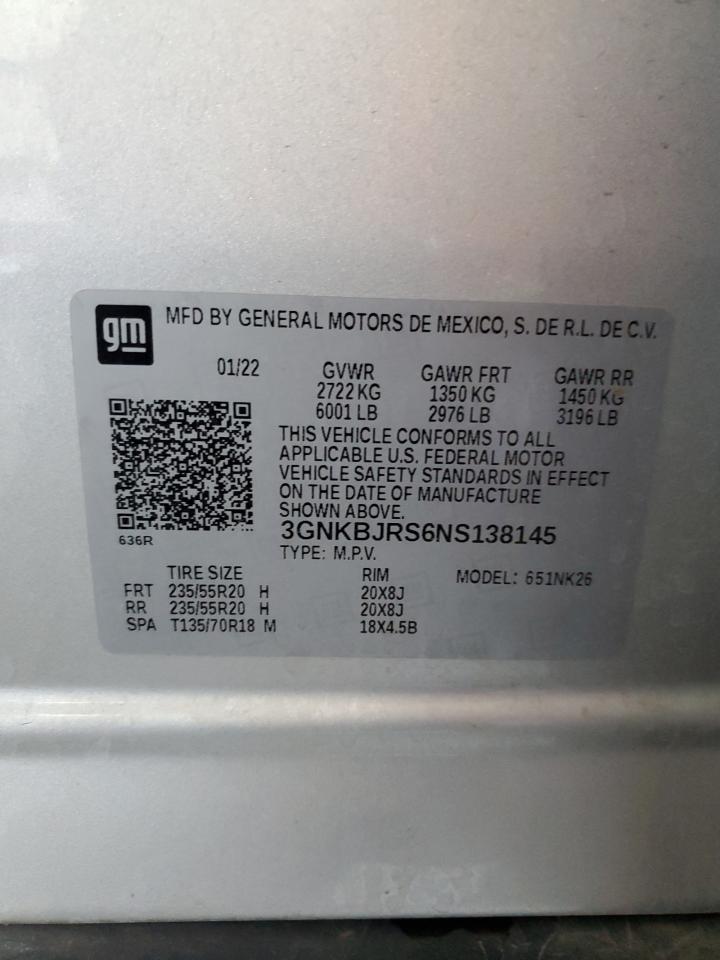 gm
MFD BY GENERAL MOTORS DE MEXICO, S. DE R.L. DE C.V.
01/22 GVWR GAWR FRT GAWR RR
2722 KG 1350 KG 1450 KG
6001 LB 2976 LB 3196 LB
THIS VEHICLE CONFORMS TO ALL
APPLICABLE U.S. FEDERAL MOTOR
VEHICLE SAFETY STANDARDS IN EFFECT
ON THE DATE OF MANUFACTURE
SHOWN ABOVE.
636R
3GNKBJRS6NS138145
TYPE: M.P.V.
TIRE SIZE RIM MODEL: 651NK26
FRT 235/55R20 H 20X8J
RR 235/55R20 H 20X8J
SPA T135/70R18 M 18X4.5B